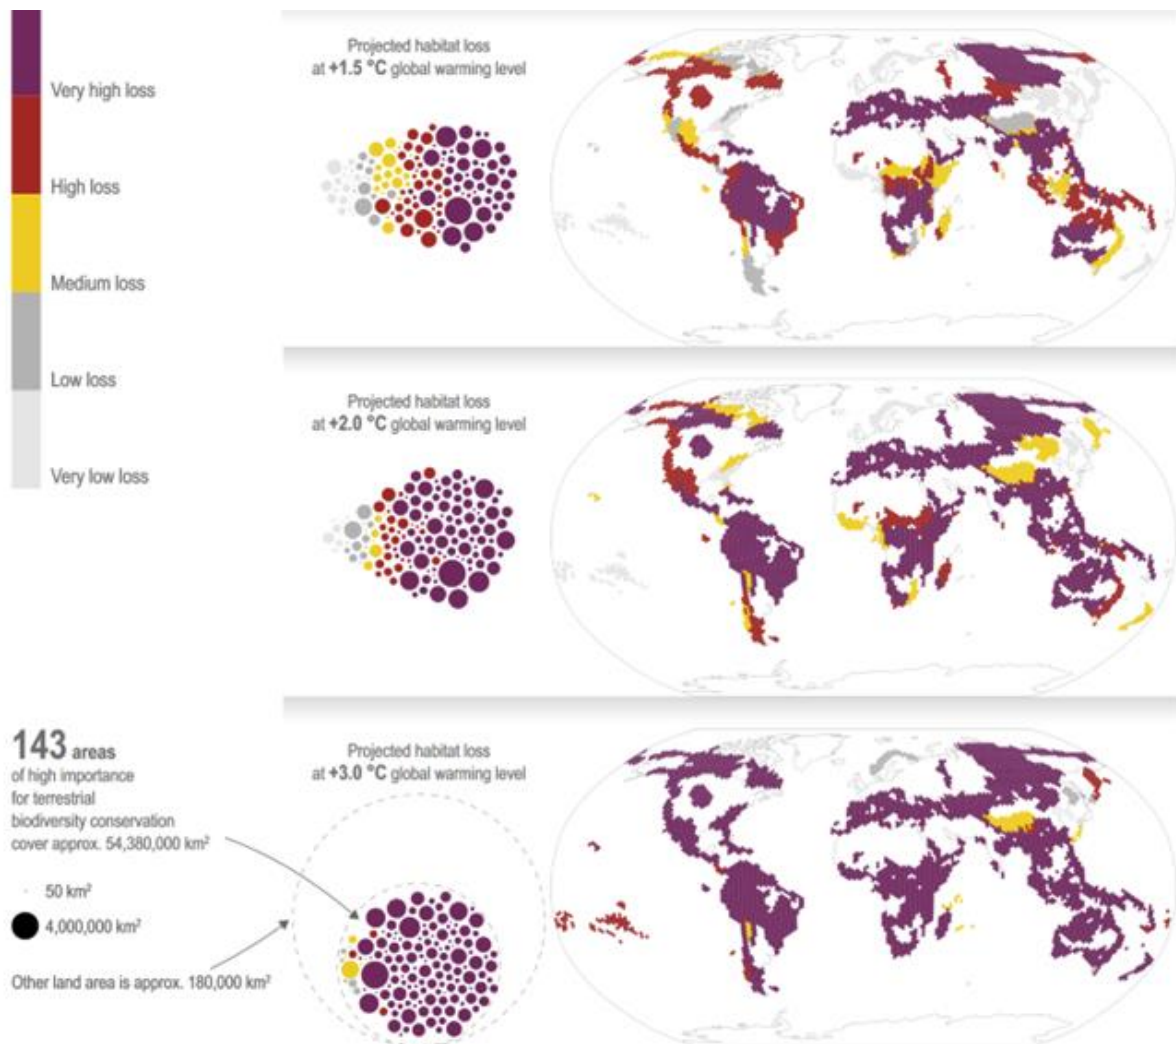 Very high loss
High loss
Medium loss
Low loss
Very low loss
Projected habitat loss
at +1.5 °C global warming level
Projected habitat loss
at +2.0 °C global warming level
143 areas
of high importance
for terrestrial
biodiversity conservation
cover approx. 54,380,000 km²
50 km²
4,000,000 km²
Other land area is approx. 180,000 km²
Projected habitat loss
at +3.0 °C global warming level